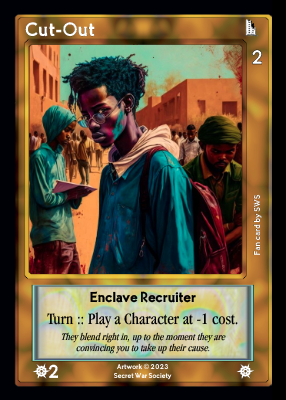 Cut-Out
2
Fan card by SWS
Enclave Recruiter
Turn :: Play a Character at -1 cost.
They blend right in, up to the moment they are
convincing you to take up their cause.
2
Artwork © 2023
Secret War Society